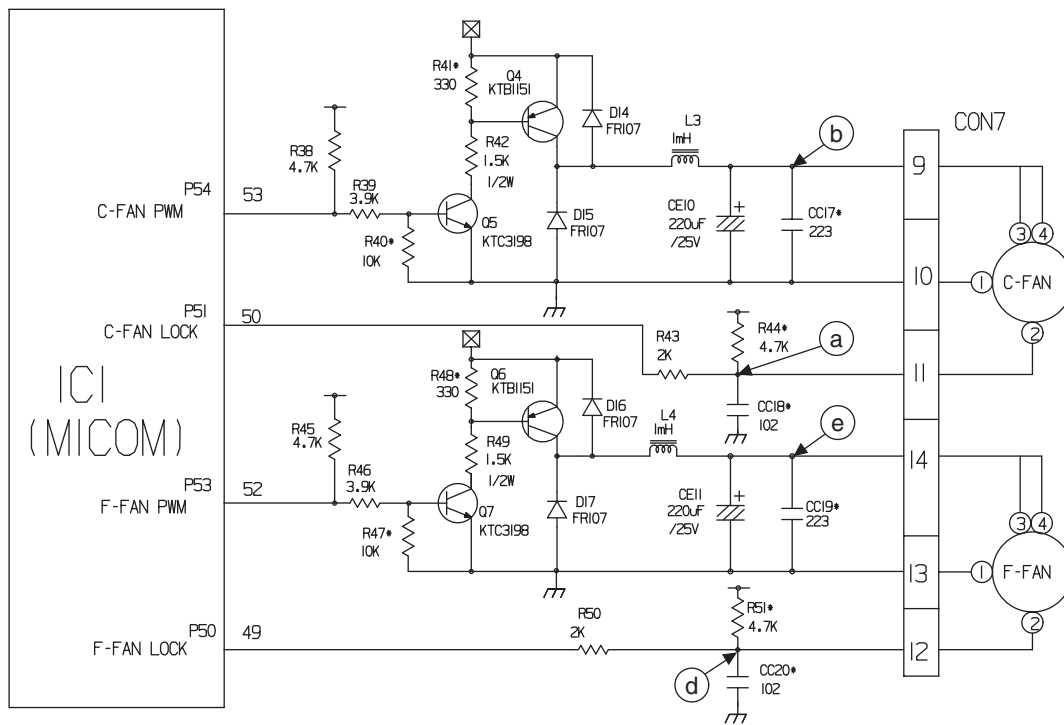 R41*
330
Q4
KTB1151
D14
FR107
L3
1mH
b
CON7
R38
4.7K
R42
1.5K
1/2W
9
P54
53
C-FAN PWM
R39
3.9K
Q5
KTC3198
D15
FR107
CE10
220uF
/25V
CC17*
223
3
4
R40*
10K
10
1
C-FAN
P51
50
C-FAN LOCK
R43
2K
R44*
4.7K
a
2
11
IC1
(MICOM)
R48*
330
Q6
KTB1151
D16
FR107
L4
1mH
CC18*
102
e
R45
4.7K
R49
1.5K
1/2W
14
P53
52
F-FAN PWM
R46
3.9K
Q7
KTC3198
D17
FR107
CE11
220uF
/25V
CC19*
223
3
4
R47*
10K
13
1
F-FAN
P50
49
F-FAN LOCK
R50
2K
R51*
4.7K
2
12
d
CC20*
102